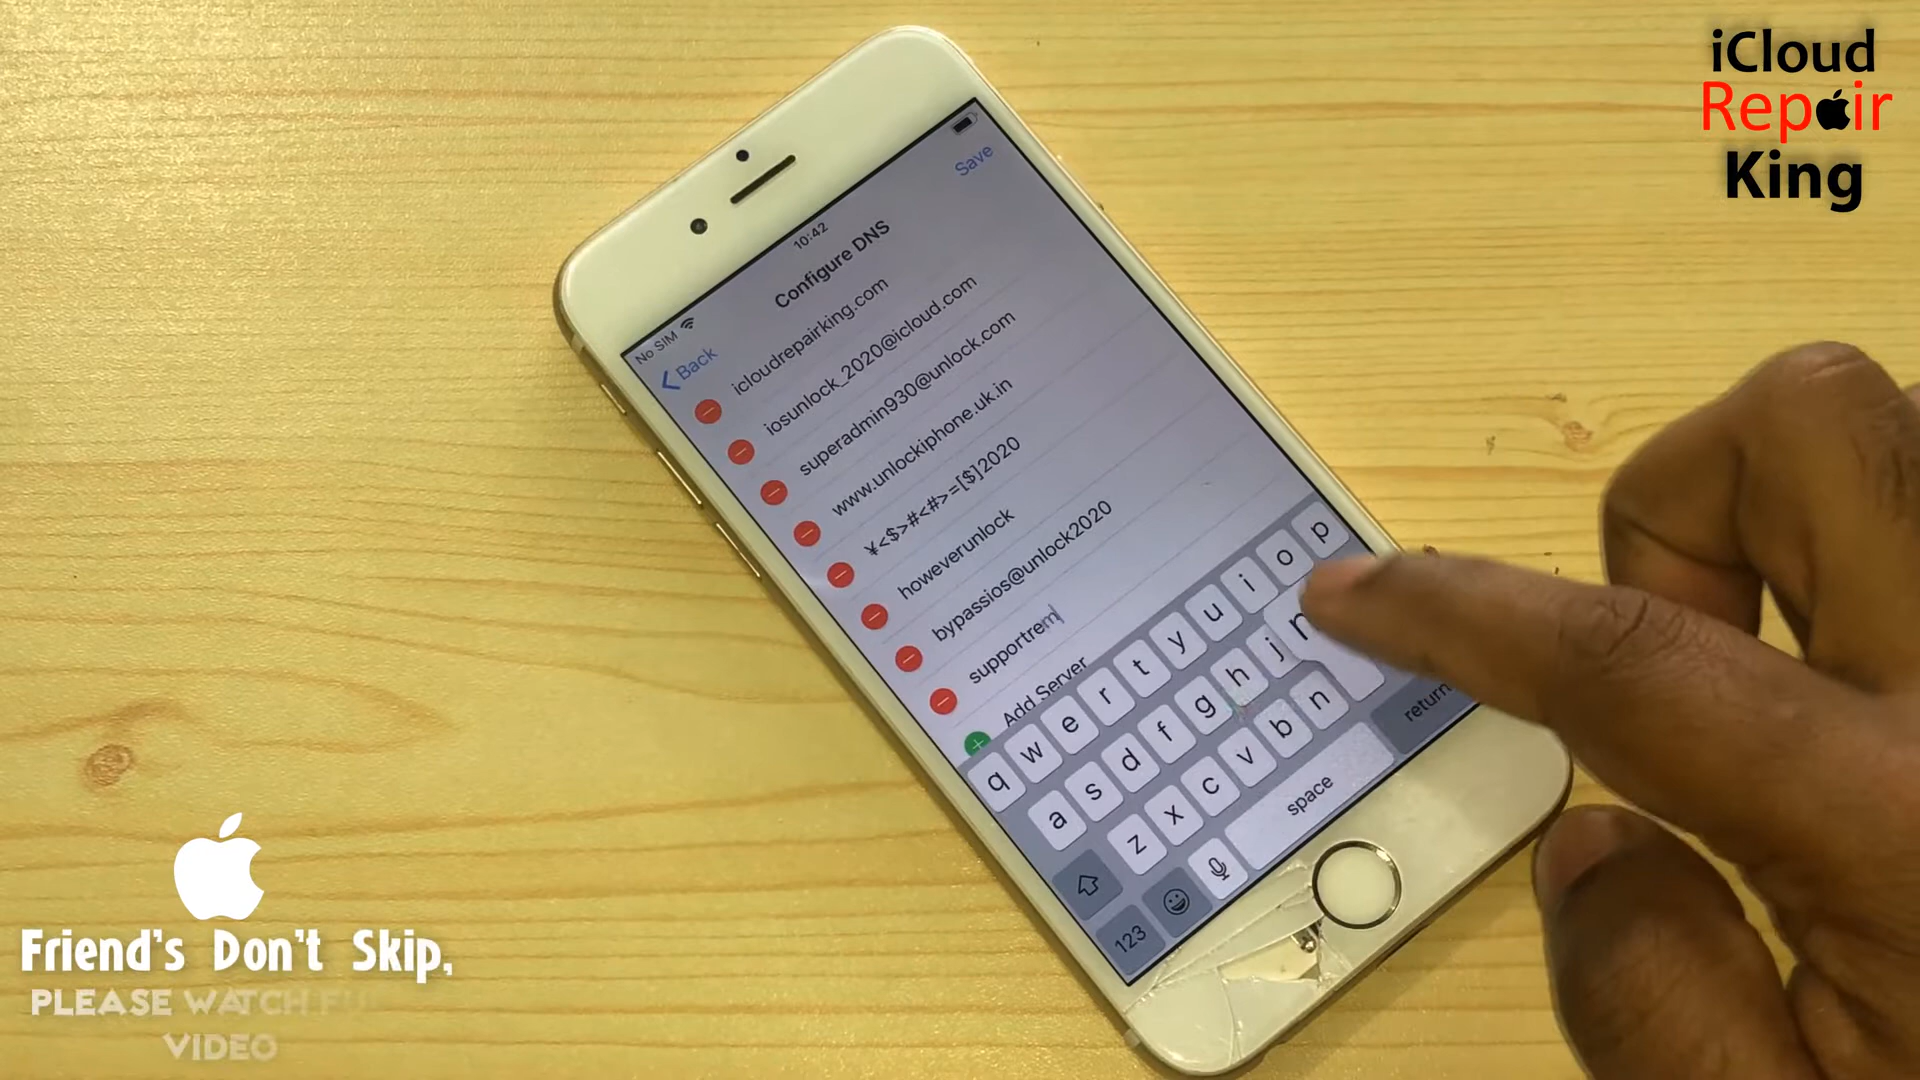 iCloud
Repair
King
10:42
No SIM
Save
Back
Configure DNS
icloudrepairking.com
iosunlock_2020@icloud.com
superadmin930@unlock.com
www.unlockiphone.uk.in
¥<$>#<#>=[$]2020
howeverunlock
bypassios@unlock2020
supportrem
Add Server
q w e r t y u i o p
a s d f g h j
z x c v b n
123
space
return
Friend's Don't Skip,
PLEASE WATCH
VIDEO